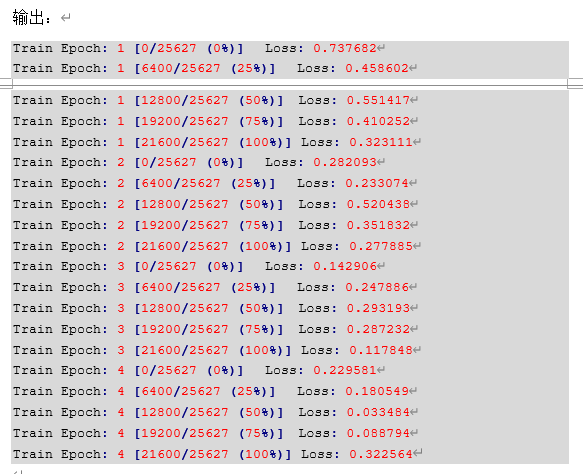 输出：
Train Epoch: 1 [0/25627 (0%)] Loss: 0.737682
Train Epoch: 1 [6400/25627 (25%)] Loss: 0.458602
Train Epoch: 1 [12800/25627 (50%)] Loss: 0.551417
Train Epoch: 1 [19200/25627 (75%)] Loss: 0.410252
Train Epoch: 1 [21600/25627 (100%)] Loss: 0.323111
Train Epoch: 2 [0/25627 (0%)] Loss: 0.282093
Train Epoch: 2 [6400/25627 (25%)] Loss: 0.233074
Train Epoch: 2 [12800/25627 (50%)] Loss: 0.520438
Train Epoch: 2 [19200/25627 (75%)] Loss: 0.351832
Train Epoch: 2 [21600/25627 (100%)] Loss: 0.277885
Train Epoch: 3 [0/25627 (0%)] Loss: 0.142906
Train Epoch: 3 [6400/25627 (25%)] Loss: 0.247886
Train Epoch: 3 [12800/25627 (50%)] Loss: 0.293193
Train Epoch: 3 [19200/25627 (75%)] Loss: 0.287232
Train Epoch: 3 [21600/25627 (100%)] Loss: 0.117848
Train Epoch: 4 [0/25627 (0%)] Loss: 0.229581
Train Epoch: 4 [6400/25627 (25%)] Loss: 0.180549
Train Epoch: 4 [12800/25627 (50%)] Loss: 0.033484
Train Epoch: 4 [19200/25627 (75%)] Loss: 0.088794
Train Epoch: 4 [21600/25627 (100%)] Loss: 0.322564